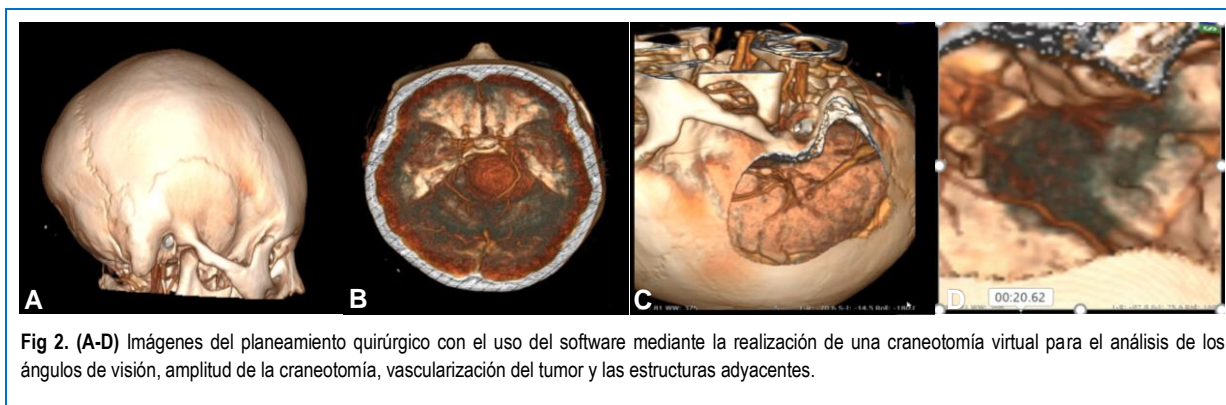 A
B
C
D
00:20.62
Fig 2. (A-D) Imágenes del planeamiento quirúrgico con el uso del software mediante la realización de una craneotomía virtual para el análisis de los
ángulos de visión, amplitud de la craneotomía, vascularización del tumor y las estructuras adyacentes.